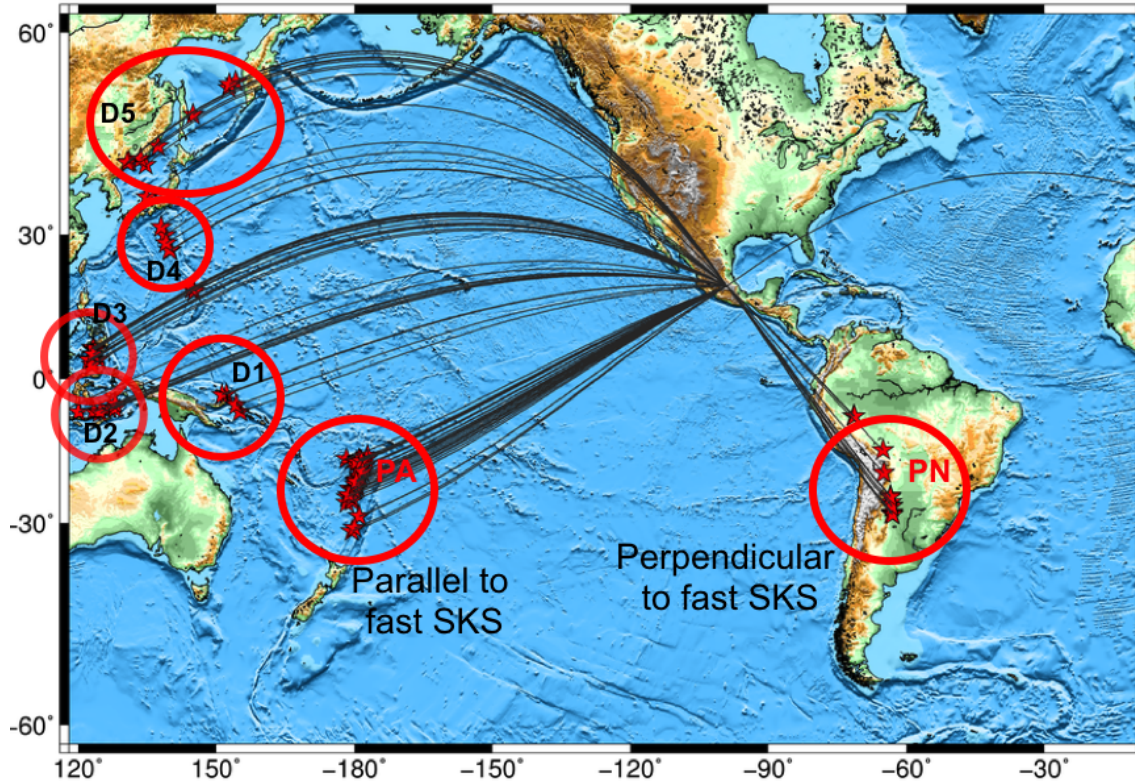 60°
D5
30°
D4
D3
0°
D1
D2
PA
PN
-30°
Parallel to
fast SKS
Perpendicular
to fast SKS
-60°
120° 150° -180° -150° -120° -90° -60° -30°